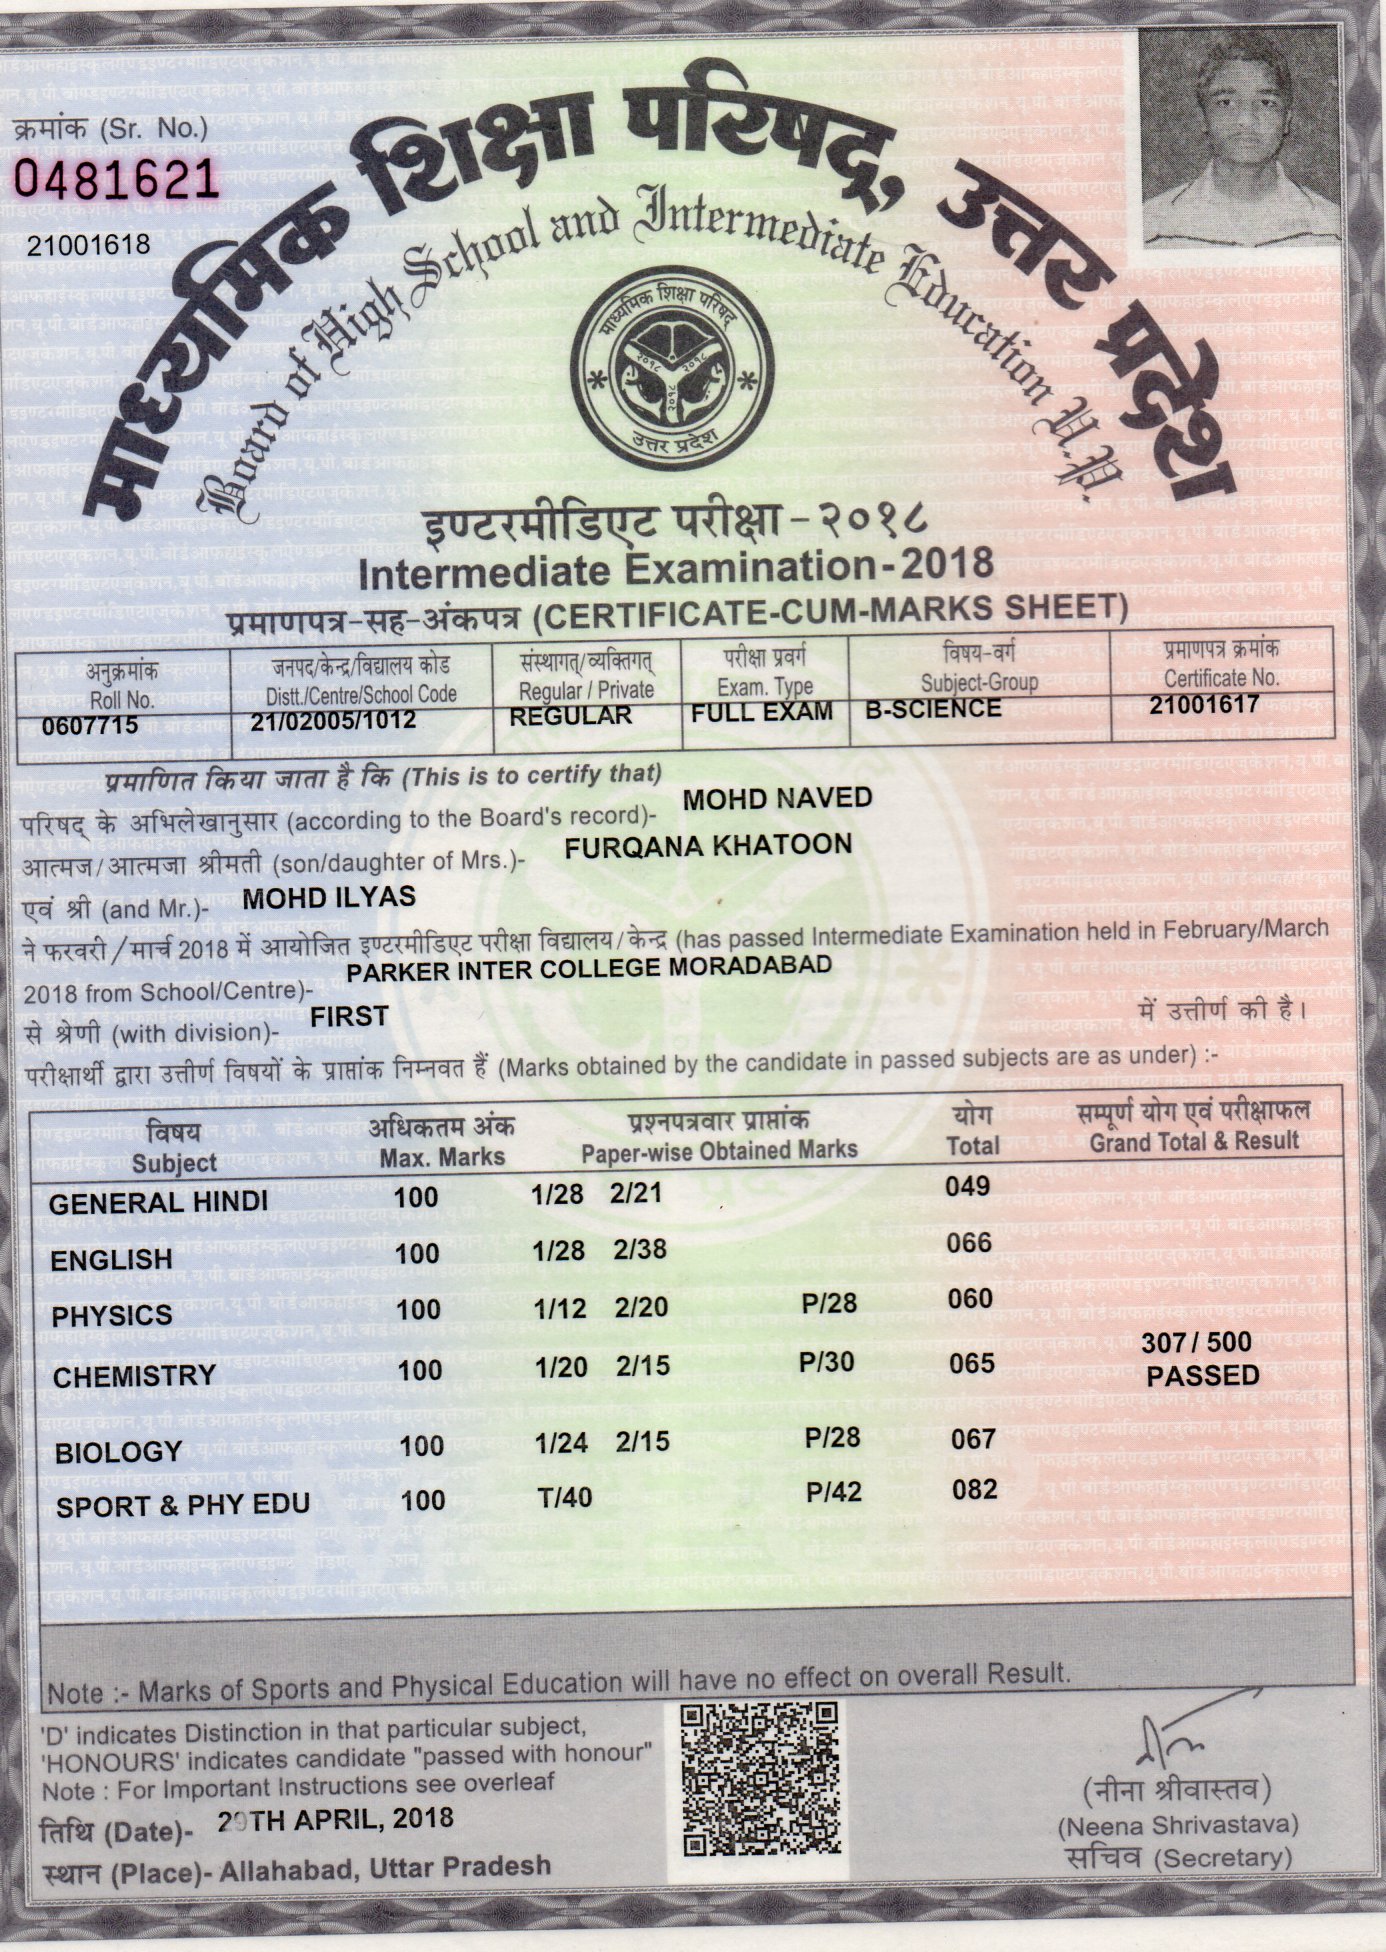 क्रमांक (Sr. No.)
0481621
21001618
माध्यमिक शिक्षा परिषद्, उत्तर प्रदेश
Board of High School and Intermediate Education U.P.
माध्यमिक शिक्षा परिषद्
२०१८ २०१८
२०१८
उत्तर प्रदेश
इण्टरमीडिएट परीक्षा - २०१८
Intermediate Examination - 2018
प्रमाणपत्र-सह-अंकपत्र (CERTIFICATE-CUM-MARKS SHEET)
अनुक्रमांक जनपद/केन्द्र/विद्यालय कोड संस्थागत्/व्यक्तिगत् परीक्षा प्रवर्ग विषय-वर्ग प्रमाणपत्र क्रमांक
Roll No. Distt./Centre/School Code Regular / Private Exam. Type Subject-Group Certificate No.
0607715 21/02005/1012 REGULAR FULL EXAM B-SCIENCE 21001617
प्रमाणित किया जाता है कि (This is to certify that)
परिषद् के अभिलेखानुसार (according to the Board's record)- MOHD NAVED
आत्मज/आत्मजा श्रीमती (son/daughter of Mrs.)- FURQANA KHATOON
एवं श्री (and Mr.)- MOHD ILYAS
ने फरवरी/मार्च 2018 में आयोजित इण्टरमीडिएट परीक्षा विद्यालय/केन्द्र (has passed Intermediate Examination held in February/March
2018 from School/Centre)- PARKER INTER COLLEGE MORADABAD
से श्रेणी (with division)- FIRST में उत्तीर्ण की है।
परीक्षार्थी द्वारा उत्तीर्ण विषयों के प्राप्तांक निम्नवत हैं (Marks obtained by the candidate in passed subjects are as under) :-
विषय अधिकतम अंक प्रश्नपत्रवार प्राप्तांक योग सम्पूर्ण योग एवं परीक्षाफल
Subject Max. Marks Paper-wise Obtained Marks Total Grand Total & Result
GENERAL HINDI 100 1/28 2/21 049
ENGLISH 100 1/28 2/38 066
PHYSICS 100 1/12 2/20 P/28 060
307 / 500
CHEMISTRY 100 1/20 2/15 P/30 065 PASSED
BIOLOGY 100 1/24 2/15 P/28 067
SPORT & PHY EDU 100 T/40 P/42 082
Note :- Marks of Sports and Physical Education will have no effect on overall Result.
'D' indicates Distinction in that particular subject,
'HONOURS' indicates candidate "passed with honour"
Note : For Important Instructions see overleaf
तिथि (Date)- 29TH APRIL, 2018
स्थान (Place)- Allahabad, Uttar Pradesh
(नीना श्रीवास्तव)
(Neena Shrivastava)
सचिव (Secretary)